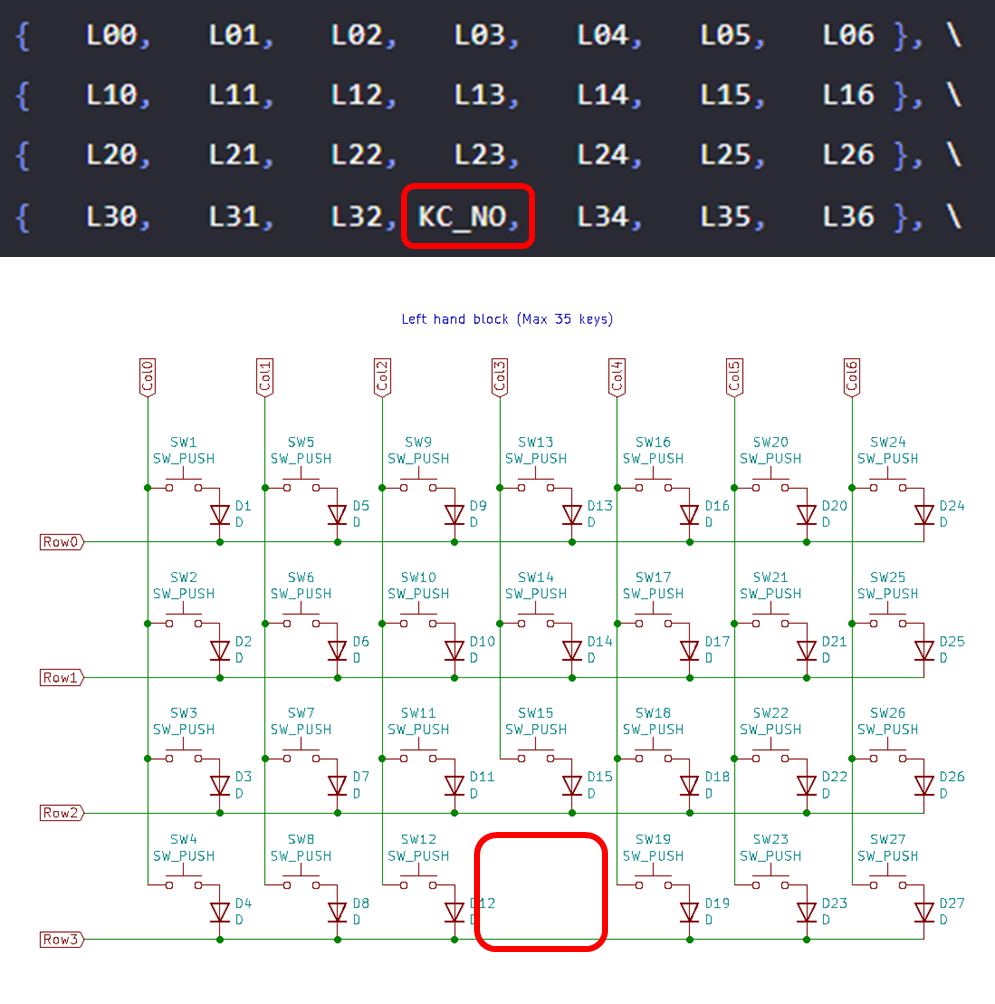 { L00, L01, L02, L03, L04, L05, L06 }, \
{ L10, L11, L12, L13, L14, L15, L16 }, \
{ L20, L21, L22, L23, L24, L25, L26 }, \
{ L30, L31, L32, KC_NO, L34, L35, L36 }, \
Left hand block (Max 35 keys)
Col0 Col1 Col2 Col3 Col4 Col5 Col6
SW1 SW5 SW9 SW13 SW16 SW20 SW24
SW_PUSH SW_PUSH SW_PUSH SW_PUSH SW_PUSH SW_PUSH SW_PUSH
D1 D5 D9 D13 D16 D20 D24
D D D D D D D
Row0
SW2 SW6 SW10 SW14 SW17 SW21 SW25
SW_PUSH SW_PUSH SW_PUSH SW_PUSH SW_PUSH SW_PUSH SW_PUSH
D2 D6 D10 D14 D17 D21 D25
D D D D D D D
Row1
SW3 SW7 SW11 SW15 SW18 SW22 SW26
SW_PUSH SW_PUSH SW_PUSH SW_PUSH SW_PUSH SW_PUSH SW_PUSH
D3 D7 D11 D15 D18 D22 D26
D D D D D D D
Row2
SW4 SW8 SW12 SW19 SW23 SW27
SW_PUSH SW_PUSH SW_PUSH SW_PUSH SW_PUSH SW_PUSH
D4 D8 D12 D19 D23 D27
D D D D D
Row3